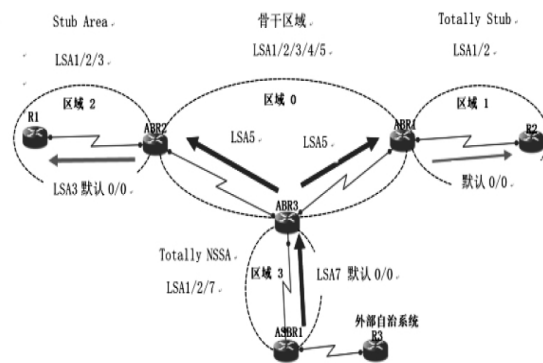 Stub Area
骨干区域
Totally Stub
LSA1/2/3
LSA1/2/3/4/5
LSA1/2
区域 2
区域 0
区域 1
R1
ABR2
ABR1
R2
LSA5
LSA5
LSA3 默认 0/0
默认 0/0
ABR3
Totally NSSA
LSA1/2/7
区域 3
LSA7 默认 0/0
外部自治系统
ASBR1
R3